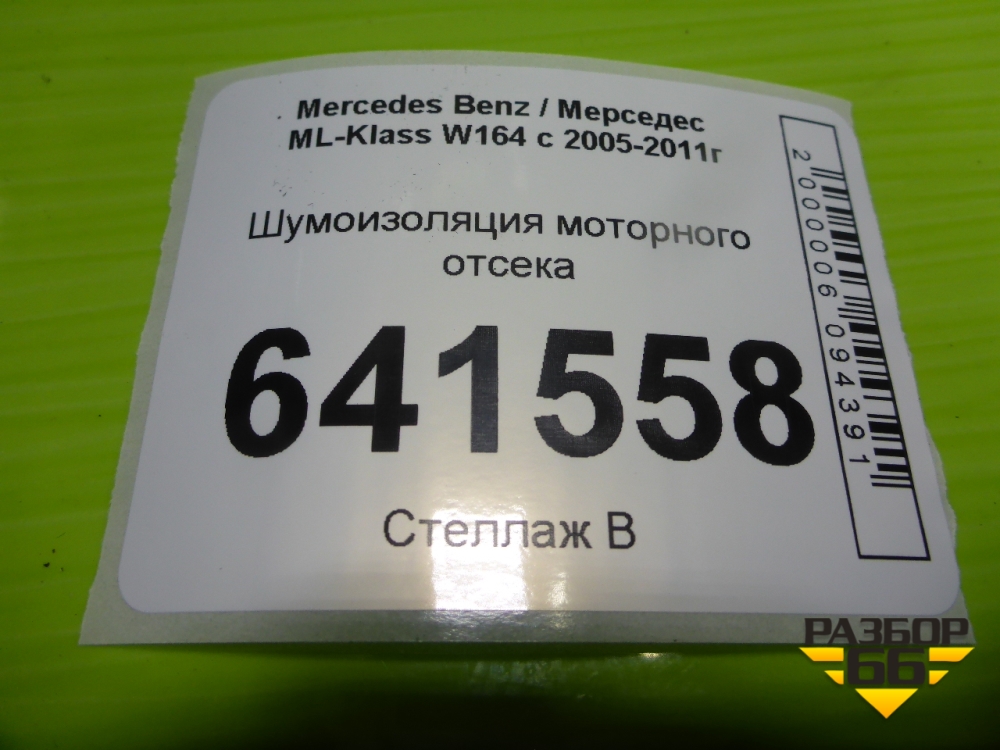 Mercedes Benz / Мерседес
ML-Klass W164 с 2005-2011г
Шумоизоляция моторного
отсека
641558
Стеллаж В
2000006094391
РАЗБОР
66